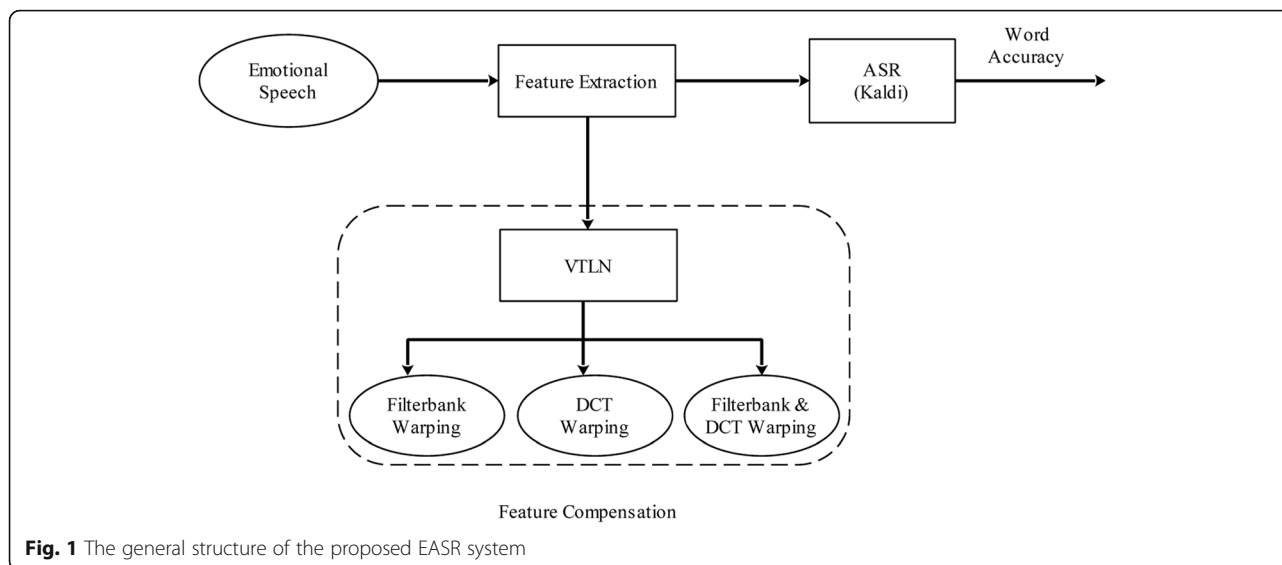 Emotional
Speech
Feature Extraction
ASR
(Kaldi)
Word
Accuracy
VTLN
Filterbank
Warping
DCT
Warping
Filterbank &
DCT Warping
Feature Compensation
Fig. 1 The general structure of the proposed EASR system